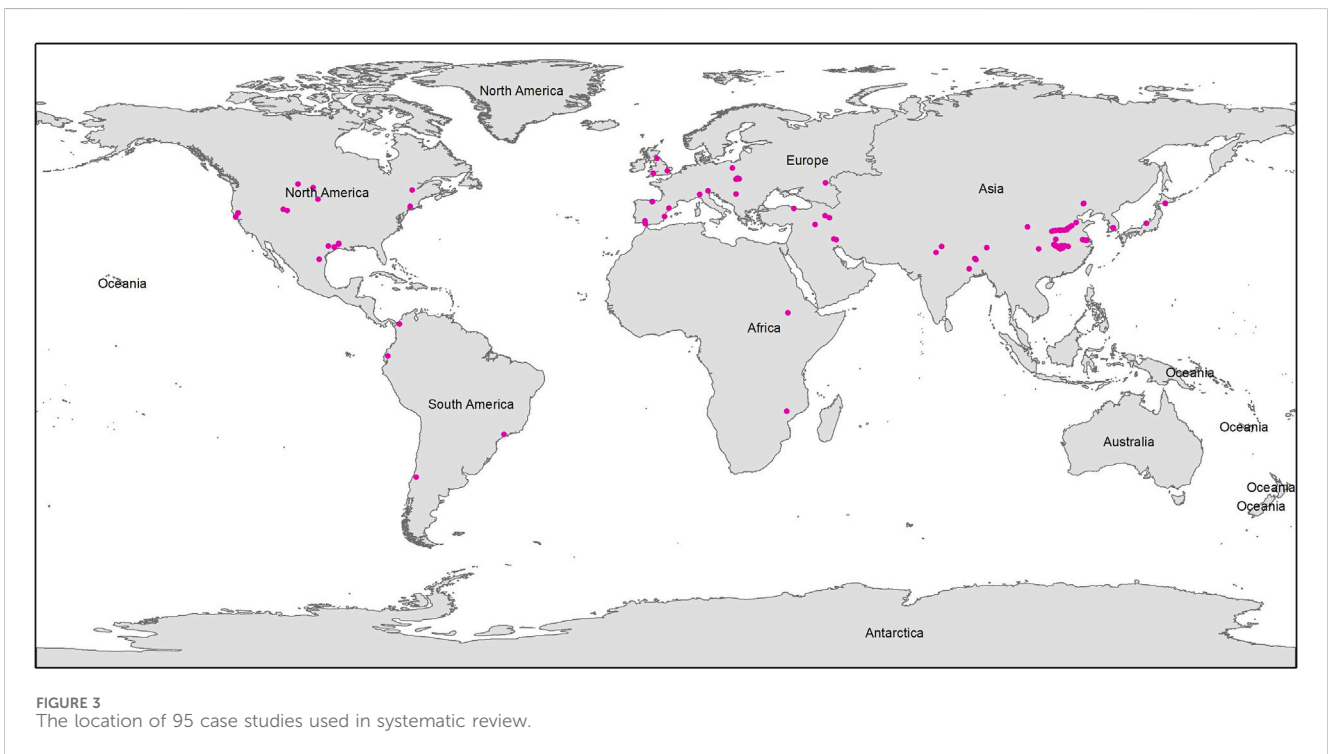 North America
Europe
North America
Asia
Oceania
Africa
Oceania
South America
Oceania
Australia
Oceania
Oceania
Antarctica
FIGURE 3
The location of 95 case studies used in systematic review.